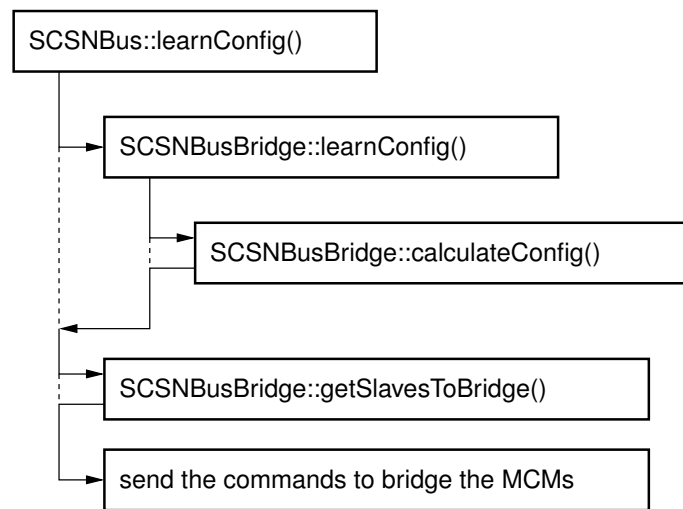 SCSNBus::learnConfig()
SCSNBusBridge::learnConfig()
SCSNBusBridge::calculateConfig()
SCSNBusBridge::getSlavesToBridge()
send the commands to bridge the MCMs